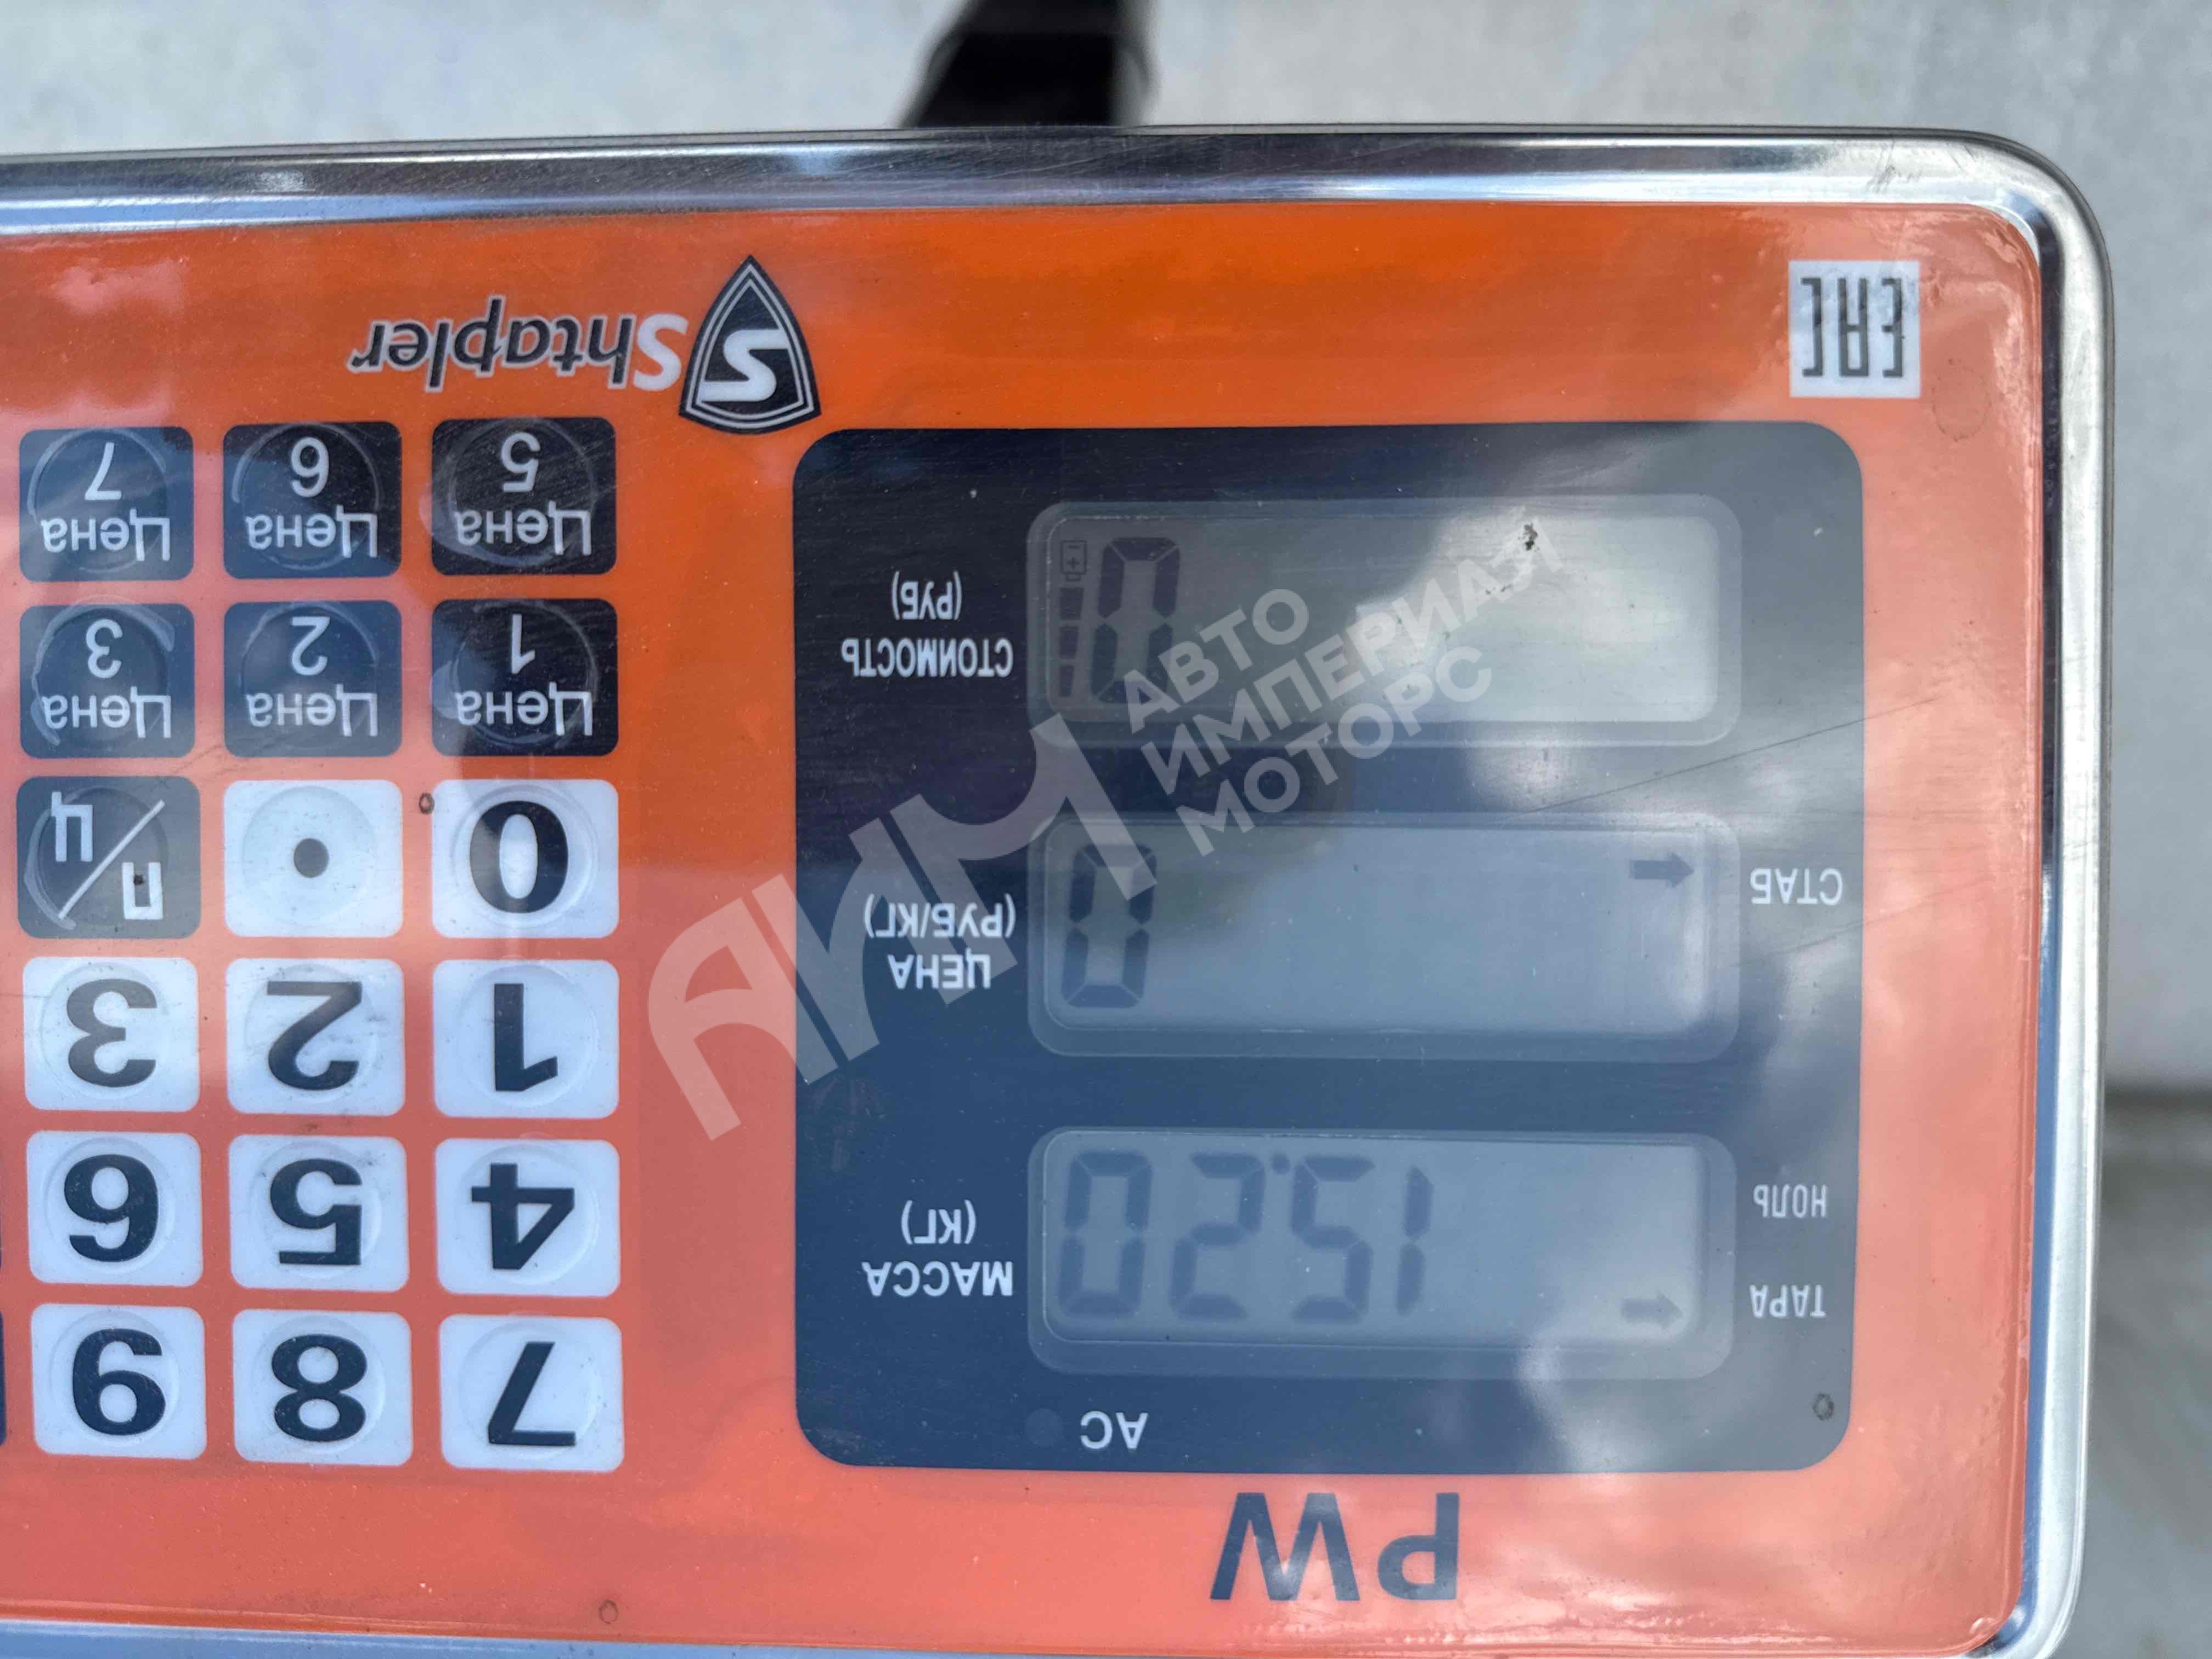 PW
AC
ТАРА
НОЛЬ
15.20
МАССА
(КГ)
СТАБ
0
ЦЕНА
(РУБ/КГ)
0
СТОИМОСТЬ
(РУБ)
EAC
7 8 9
4 5 6
1 2 3
0 • П/Ц
Цена 1
Цена 2
Цена 3
Цена 5
Цена 6
Цена 7
S Shtapler
АИМ
АВТО
ИМПЕРИАЛ
МОТОРС